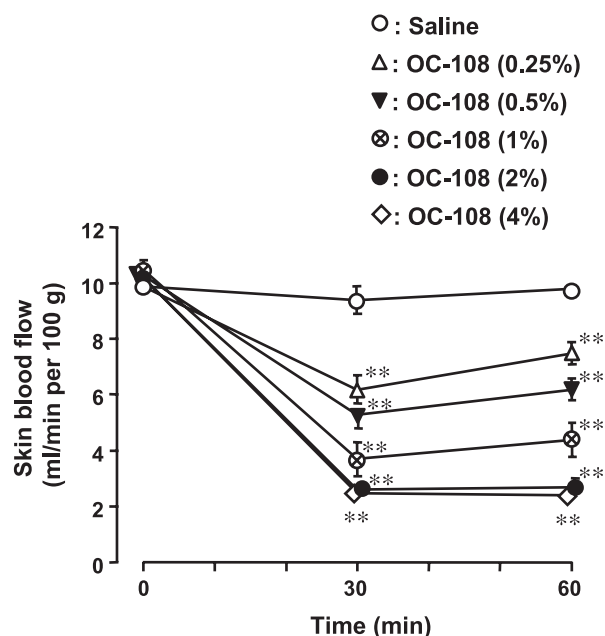 ○: Saline
△: OC-108 (0.25%)
▼: OC-108 (0.5%)
⊗: OC-108 (1%)
●: OC-108 (2%)
◇: OC-108 (4%)
12
10
8
6
4
2
0
Skin blood flow
(ml/min per 100 g)
**
**
**
**
**
**
**
**
**
**
0
30
60
Time (min)